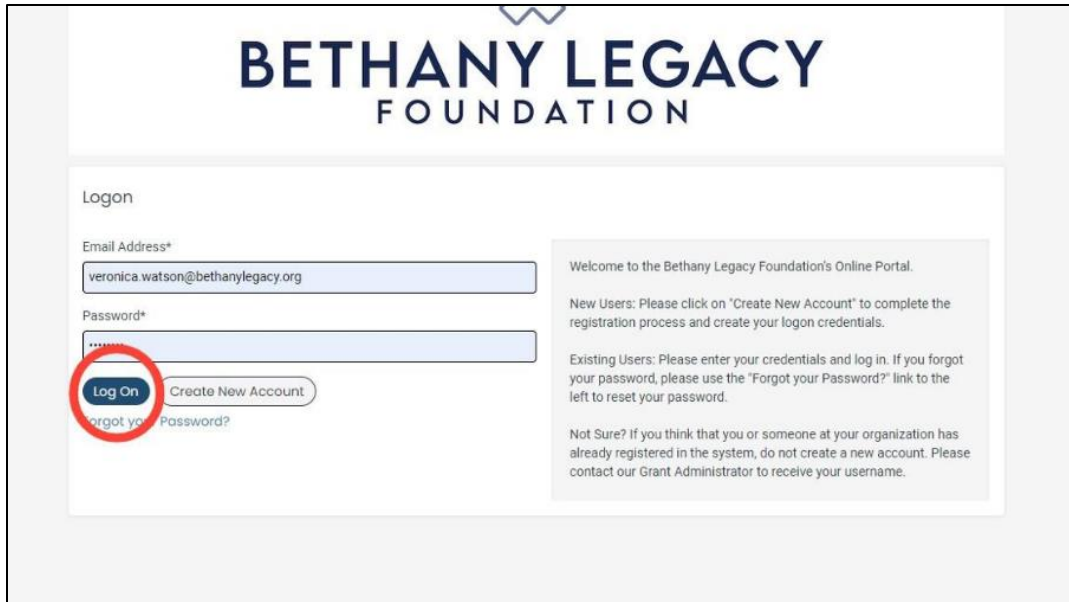 BETHANY LEGACY
FOUNDATION
Logon
Email Address*
veronica.watson@bethanylegacy.org
Password*
........
Log On
Create New Account
Forgot your Password?
Welcome to the Bethany Legacy Foundation's Online Portal.
New Users: Please click on "Create New Account" to complete the
registration process and create your logon credentials.
Existing Users: Please enter your credentials and log in. If you forgot
your password, please use the "Forgot your Password?" link to the
left to reset your password.
Not Sure? If you think that you or someone at your organization has
already registered in the system, do not create a new account. Please
contact our Grant Administrator to receive your username.